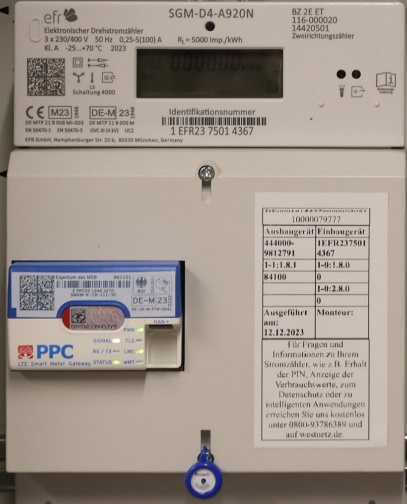 efr
SGM-D4-A920N
BZ 2E ET
116-000020
14420501
Zweirichtungszähler
Elektronischer Drehstromzähler
3 x 230/400 V 50 Hz 0,25-5(100) A
RL = 5000 Imp./kWh
Kl. A -25...+70 °C 2023
Schaltung 4000
CE M23
DE-M 23
Identifikationsnummer
1 EFR23 7501 4367
EFR GmbH, Nymphenburger Str. 20 b, 80335 München, Germany
10000079777
Ausbaugerät Einbaugerät
444000-9812791
1EFR2375014367
1-1:1.8.1
1-0:1.8.0
84100
0
1-0:2.8.0
0
Ausgeführt am:
12.12.2023
Monteur:
Für Fragen und
Informationen zu Ihrem
Stromzähler, wie z.B. Erhalt
der PIN, Anzeige der
Verbrauchswerte, zum
Datenschutz oder zu
intelligenten Anwendungen
erreichen Sie uns kostenlos
unter 0800-93786389 und
auf westnetz.de.
Eigentum des MSB
DE-M 23
HAN
PWR
SIGNAL TLS
RX / TX LMC
STATUS wMT
PPC
LTE Smart Meter Gateway